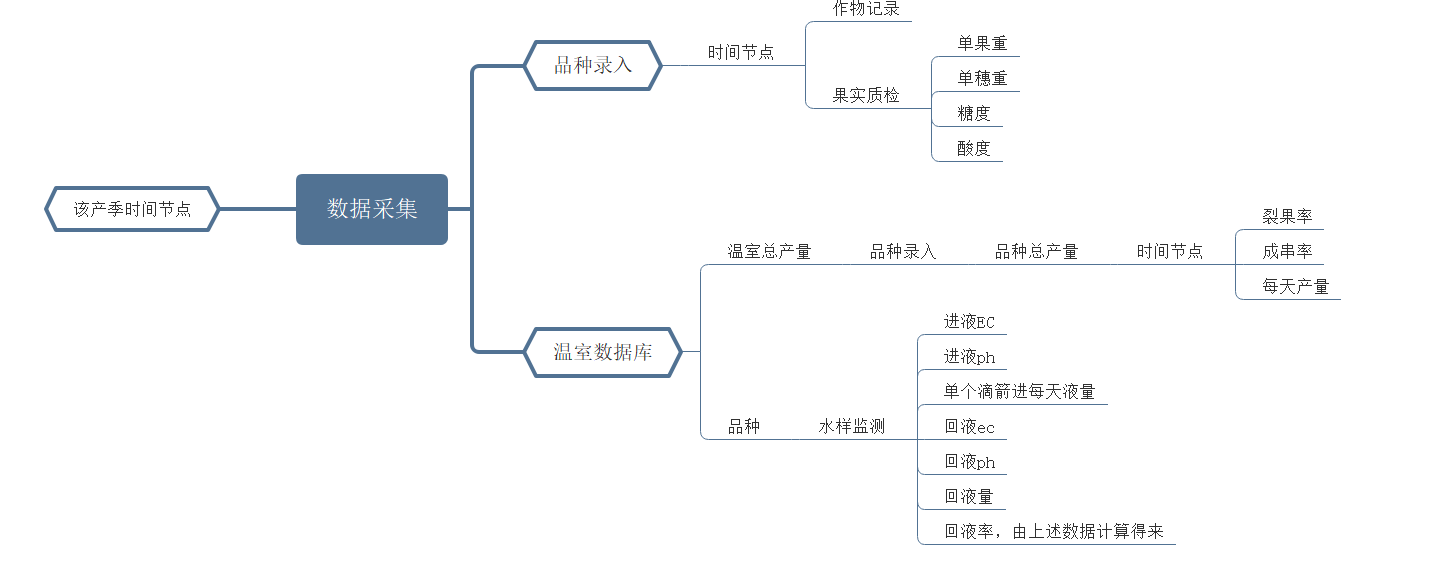 作物记录
单果重
品种录入
时间节点
单穗重
果实质检
糖度
酸度
该产季时间节点
数据采集
裂果率
温室总产量
品种录入
品种总产量
时间节点
成串率
每天产量
进液EC
温室数据库
进液ph
单个滴箭进每天液量
品种
水样监测
回液ec
回液ph
回液量
回液率，由上述数据计算得来